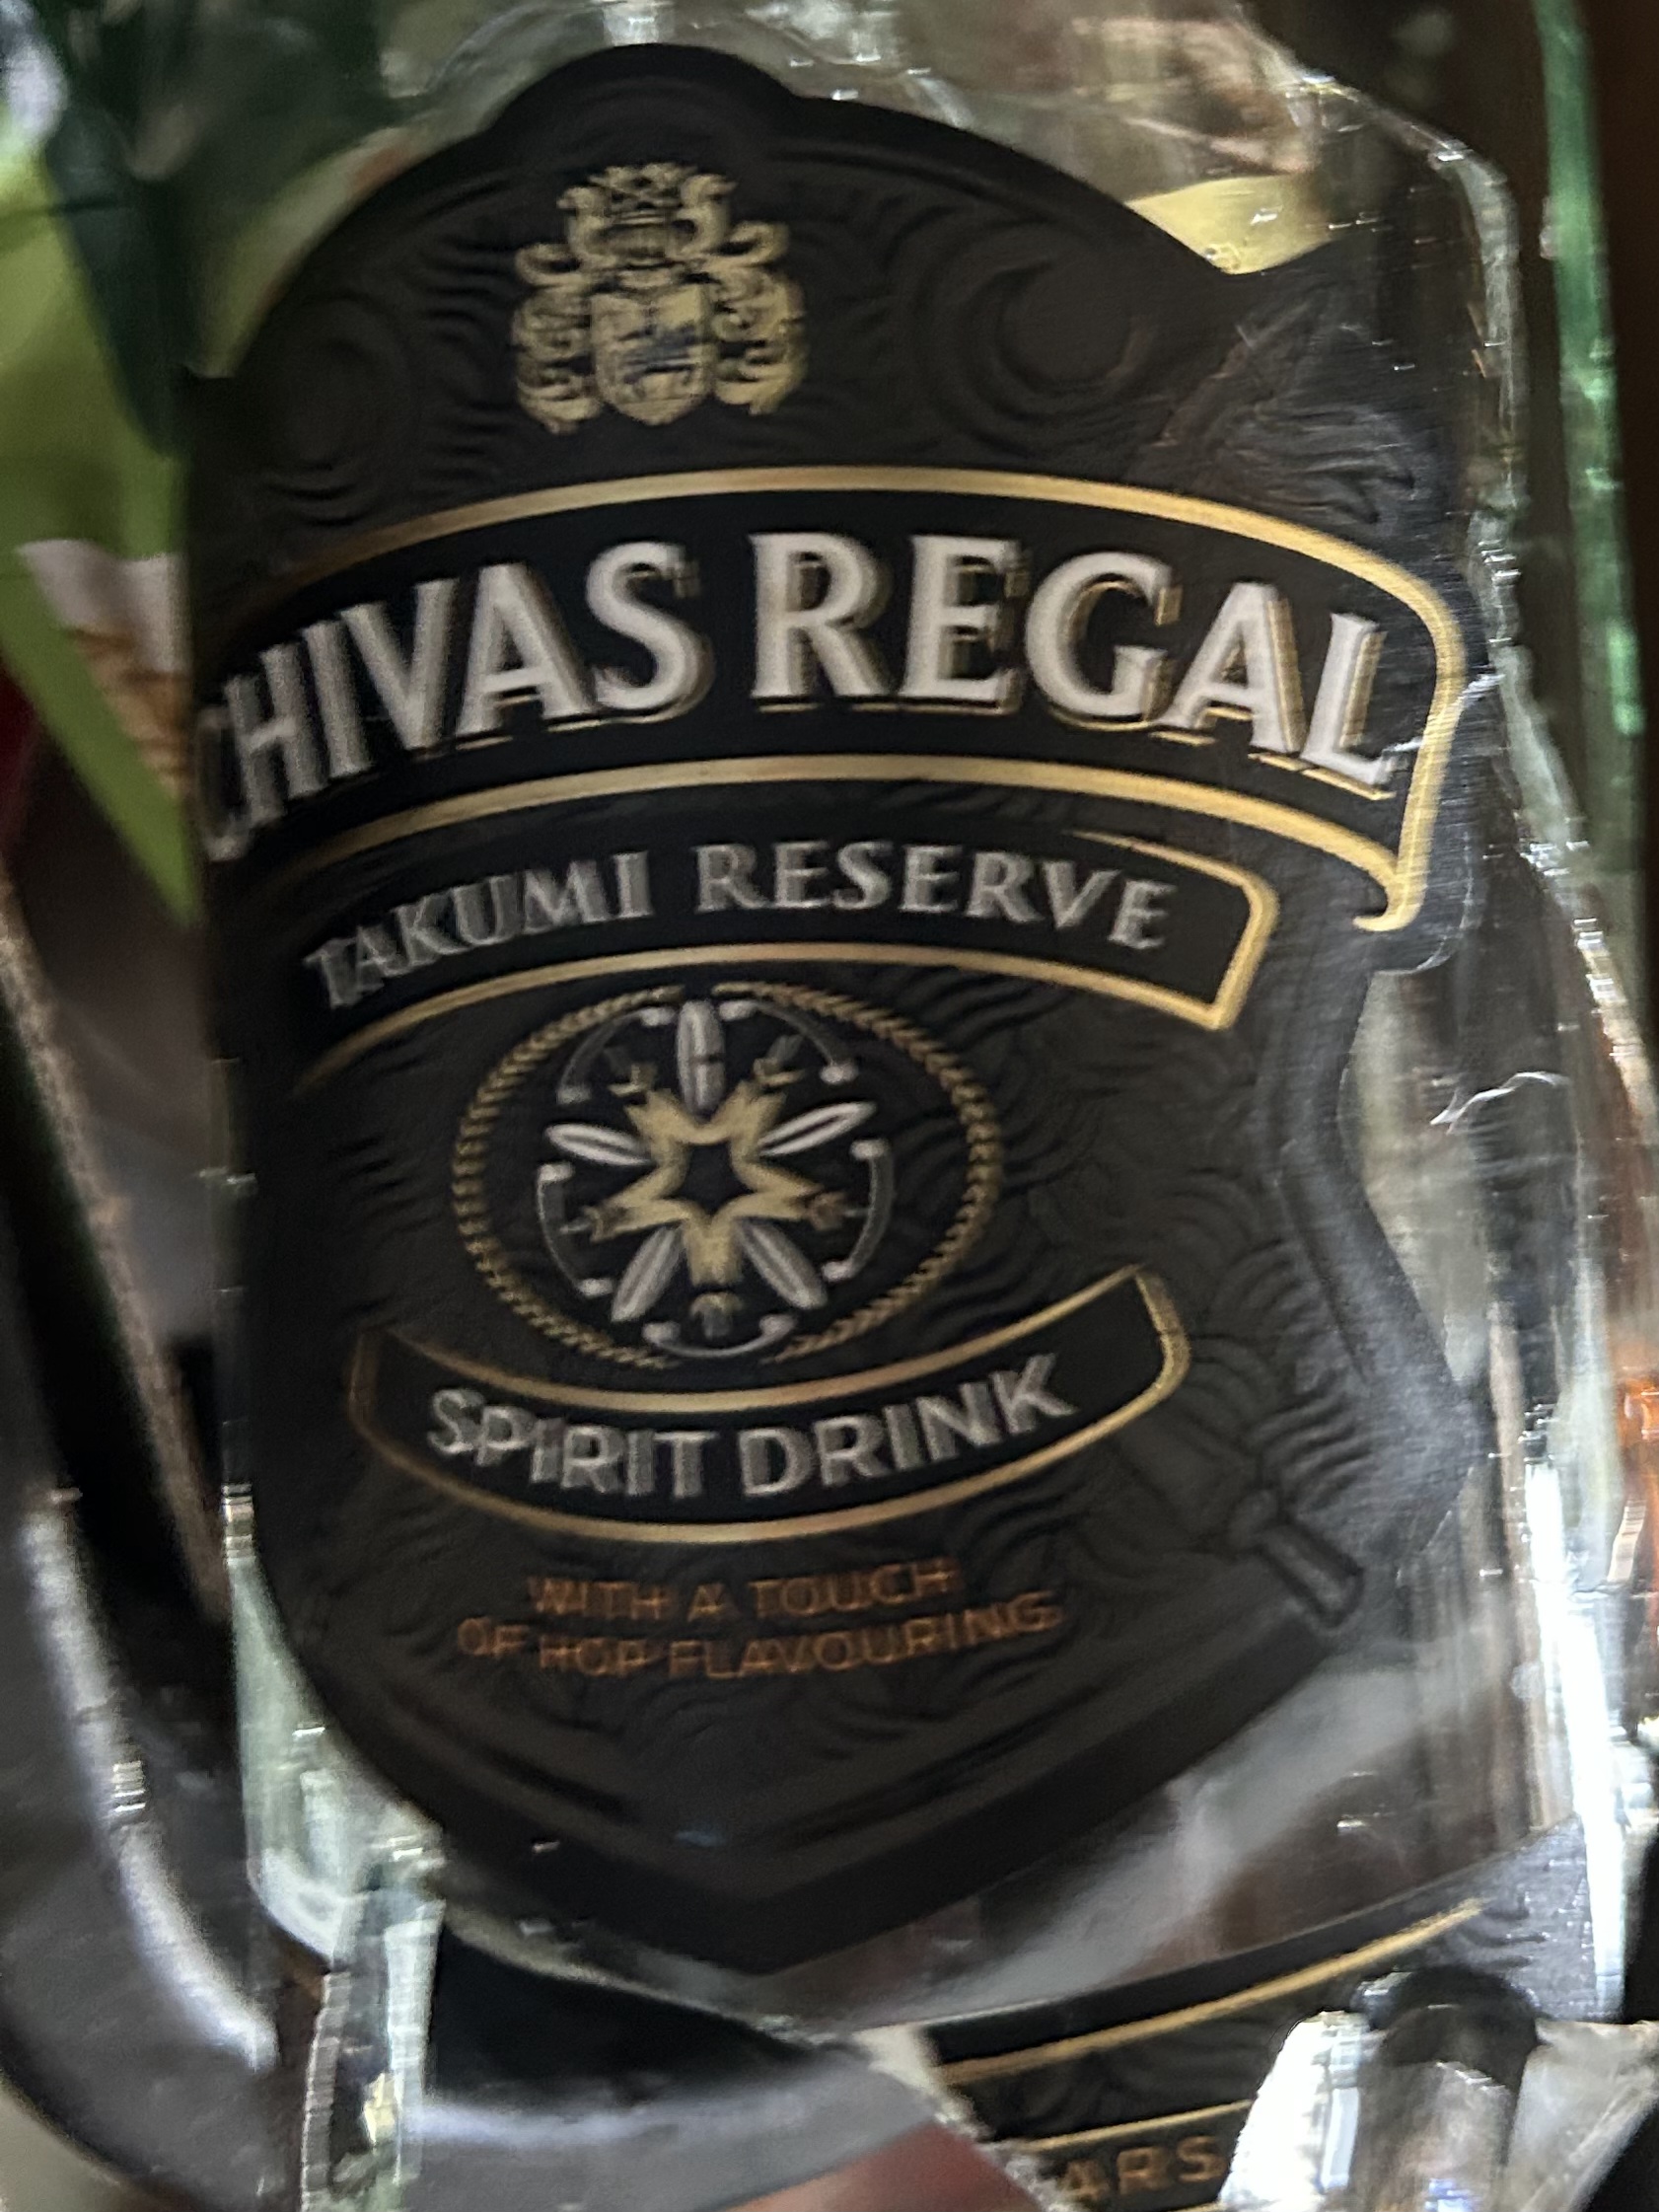 CHIVAS REGAL
TAKUMI RESERVE
SPIRIT DRINK
WITH A TOUCH
OF HOP FLAVOURING